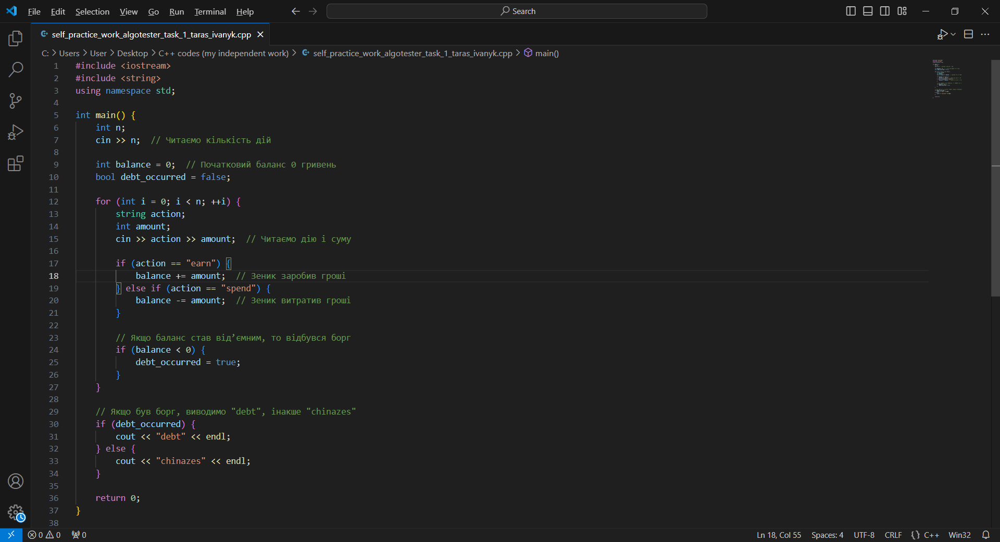 File Edit Selection View Go Run Terminal Help Search
self_practice_work_algotester_task_1_taras_ivanyk.cpp
C: > Users > User > Desktop > C++ codes (my independent work) > self_practice_work_algotester_task_1_taras_ivanyk.cpp > main()
1 #include <iostream>
2 #include <string>
3 using namespace std;
4
5 int main() {
6 int n;
7 cin >> n; // Читаємо кількість дій
8
9 int balance = 0; // Початковий баланс 0 гривень
10 bool debt_occurred = false;
11
12 for (int i = 0; i < n; ++i) {
13 string action;
14 int amount;
15 cin >> action >> amount; // Читаємо дію і суму
16
17 if (action == "earn") {
18 balance += amount; // Зеник заробив гроші
19 } else if (action == "spend") {
20 balance -= amount; // Зеник витратив гроші
21 }
22
23 // Якщо баланс став від’ємним, то відбувся борг
24 if (balance < 0) {
25 debt_occurred = true;
26 }
27 }
28
29 // Якщо був борг, виводимо "debt", інакше "chinazes"
30 if (debt_occurred) {
31 cout << "debt" << endl;
32 } else {
33 cout << "chinazes" << endl;
34 }
35
36 return 0;
37 }
38
0 0 0 Ln 18, Col 55 Spaces: 4 UTF-8 CRLF {} C++ Win32